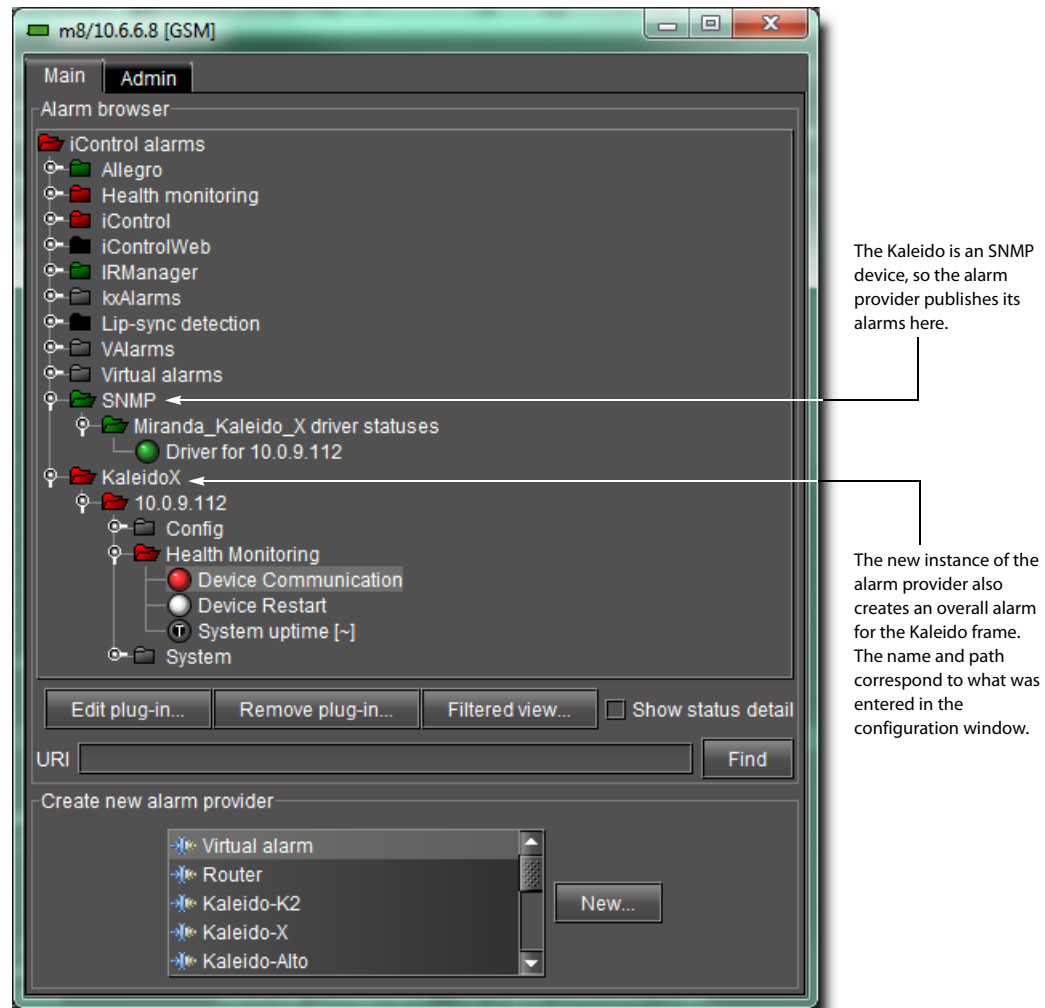 m8/10.6.6.8 [GSM]
Main
Admin
Alarm browser
iControl alarms
Allegro
Health monitoring
iControl
iControlWeb
IRManager
kxAlarms
Lip-sync detection
VAlarms
Virtual alarms
SNMP
Miranda_Kaleido_X driver statuses
Driver for 10.0.9.112
KaleidoX
10.0.9.112
Config
Health Monitoring
Device Communication
Device Restart
T System uptime [~]
System
Edit plug-in...
Remove plug-in...
Filtered view...
Show status detail
URI
Find
Create new alarm provider
Virtual alarm
Router
Kaleido-K2
Kaleido-X
Kaleido-Alto
New...
The Kaleido is an SNMP
device, so the alarm
provider publishes its
alarms here.
The new instance of the
alarm provider also
creates an overall alarm
for the Kaleido frame.
The name and path
correspond to what was
entered in the
configuration window.